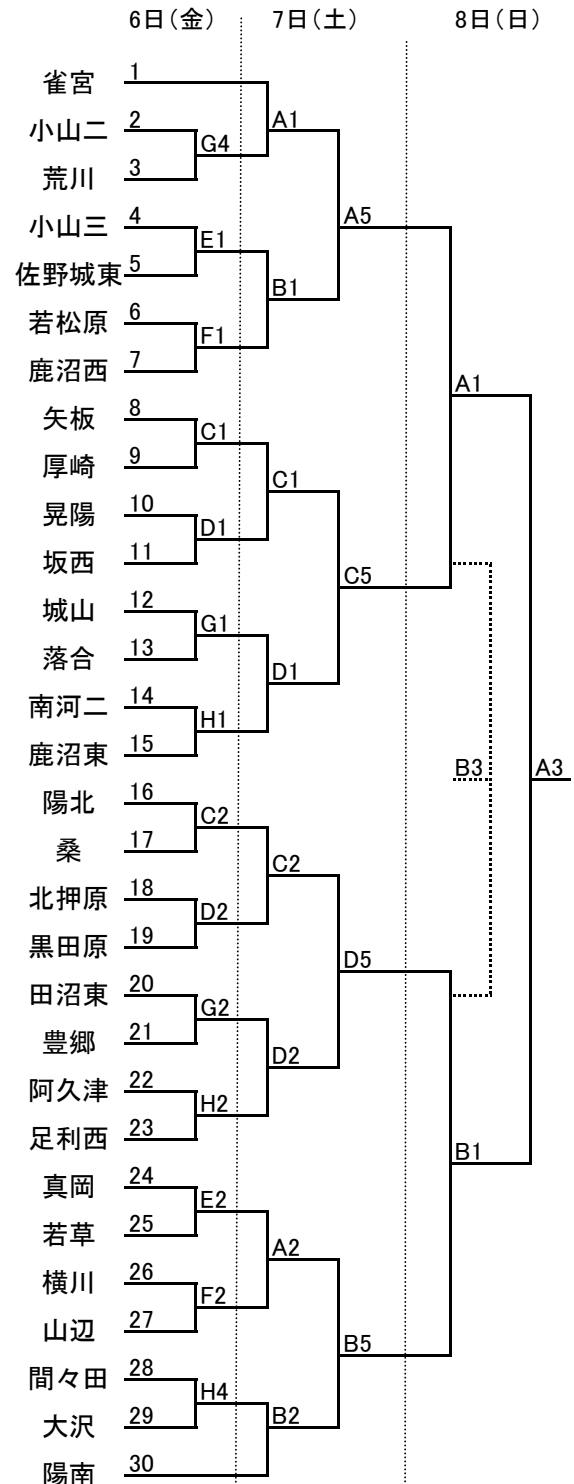 6日（金） 7日（土） 8日（日）
雀宮 1
A1
小山二 2
G4
荒川 3
小山三 4
A5
E1
佐野城東 5
B1
若松原 6
F1
鹿沼西 7
A1
矢板 8
C1
厚崎 9
C1
晃陽 10
D1
坂西 11
C5
城山 12
G1
落合 13
D1
南河二 14
H1
鹿沼東 15
B3 A3
陽北 16
C2
桑 17
C2
北押原 18
D2
黒田原 19
D5
田沼東 20
G2
豊郷 21
D2
阿久津 22
H2
足利西 23
B1
真岡 24
E2
若草 25
A2
横川 26
F2
山辺 27
B5
間々田 28
H4
大沢 29
B2
陽南 30